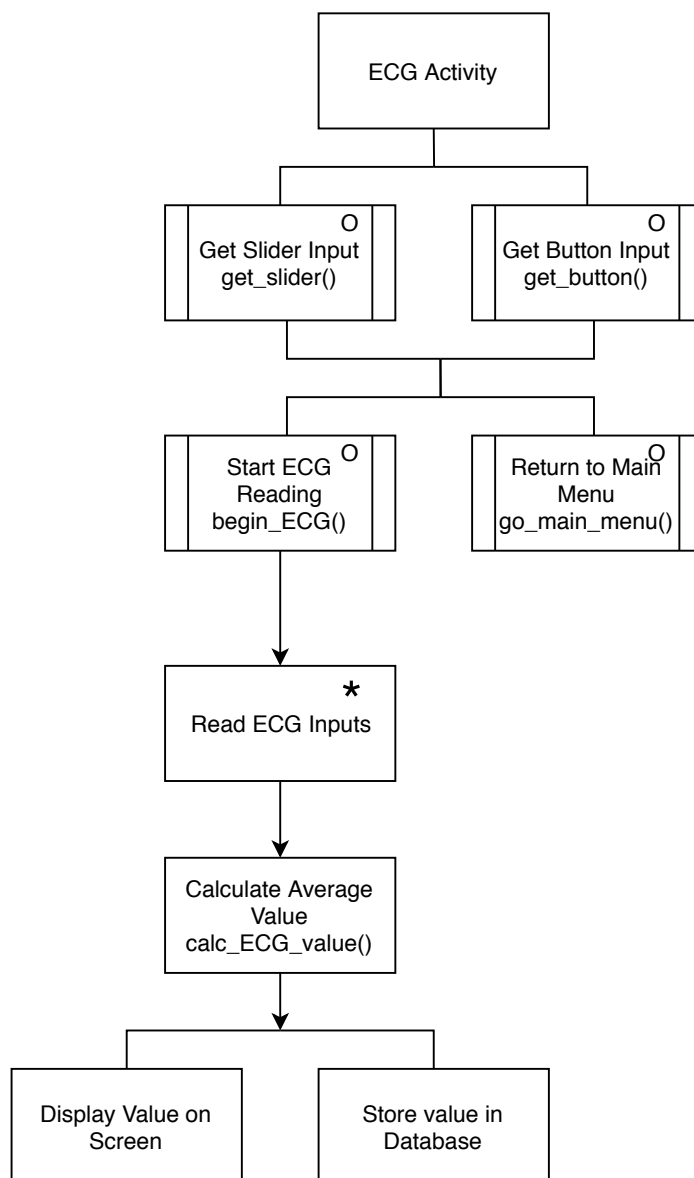 ECG Activity
O
Get Slider Input
get_slider()
O
Get Button Input
get_button()
O
Start ECG
Reading
begin_ECG()
O
Return to Main
Menu
go_main_menu()
*
Read ECG Inputs
Calculate Average
Value
calc_ECG_value()
Display Value on
Screen
Store value in
Database